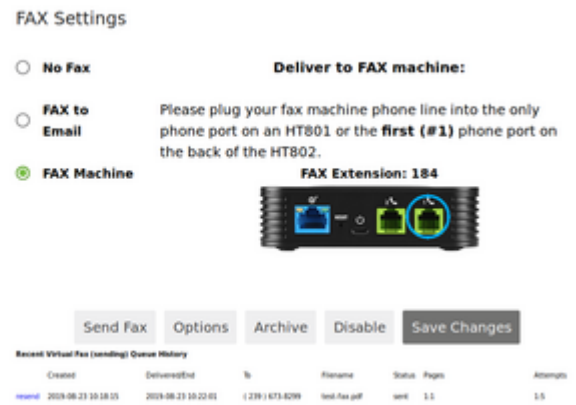 FAX Settings
No Fax
Deliver to FAX machine:
FAX to
Email
Please plug your fax machine phone line into the only
phone port on an HT801 or the first (#1) phone port on
the back of the HT802.
FAX Machine
FAX Extension: 184
Send Fax Options Archive Disable Save Changes
Recent Virtual Fax (sending) Queue History
Created Delivered/End To Filename Status Pages Attempts
resend 2019-08-23 10:18:15 2019-08-23 10:22:01 (239) 673-8299 test-fax.pdf sent 1:1 1:5